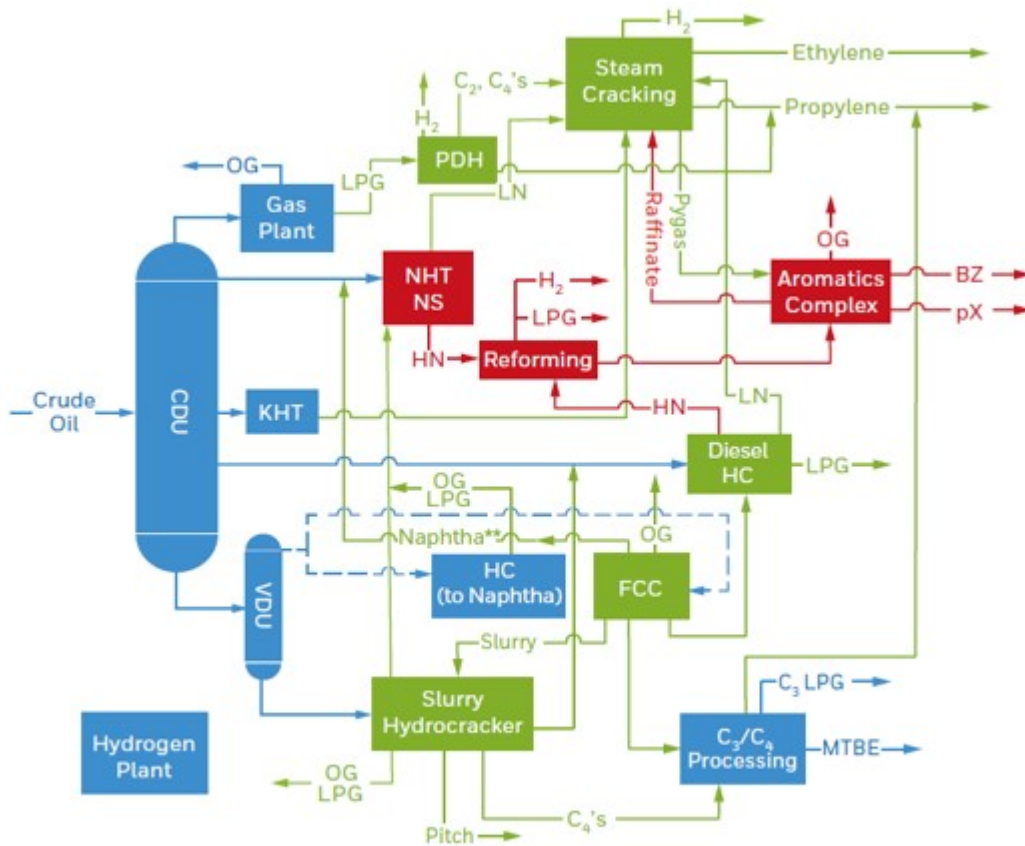 H₂
Steam
Cracking
Ethylene
C₂, C₄'s
Propylene
H₂
PDH
OG
LPG
LN
Gas
Plant
Raffinate
Pygas
OG
NHT
NS
H₂
Aromatics
Complex
BZ
LPG
pX
HN
Reforming
Crude
Oil
CDU
KHT
HN
LN
Diesel
HC
LPG
OG
LPG
Naphtha**
OG
HC
(to Naphtha)
FCC
VDU
Slurry
Slurry
Hydrocracker
C₃ LPG
Hydrogen
Plant
C₃/C₄
Processing
MTBE
OG
LPG
Pitch
C₄'s